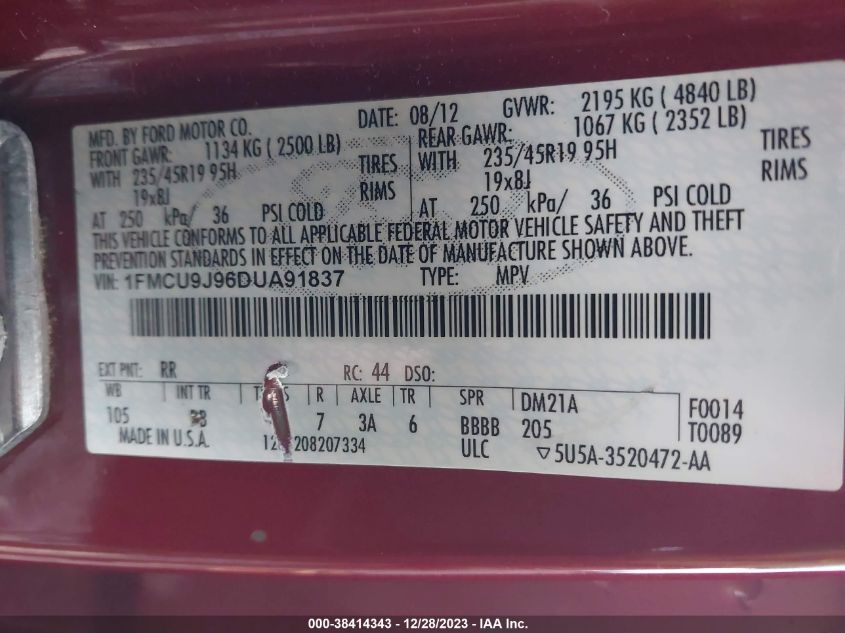 MFD. BY FORD MOTOR CO.
DATE: 08/12 GVWR: 2195 KG ( 4840 LB)
FRONT GAWR: 1134 KG ( 2500 LB) REAR GAWR: 1067 KG ( 2352 LB)
WITH 235/45R19 95H TIRES WITH 235/45R19 95H TIRES
19x8J RIMS 19x8J RIMS
AT 250 kPa/ 36 PSI COLD AT 250 kPa/ 36 PSI COLD
THIS VEHICLE CONFORMS TO ALL APPLICABLE FEDERAL MOTOR VEHICLE SAFETY AND THEFT
PREVENTION STANDARDS IN EFFECT ON THE DATE OF MANUFACTURE SHOWN ABOVE.
VIN: 1FMCU9J96DUA91837 TYPE: MPV
EXT PNT: RR RC: 44 DSO:
WB INT TR R AXLE TR SPR DM21A F0014
105 7 3A 6 BBBB 205 T0089
MADE IN U.S.A. 208207334 ULC ▽5U5A-3520472-AA
000-38414343 - 12/28/2023 - IAA Inc.